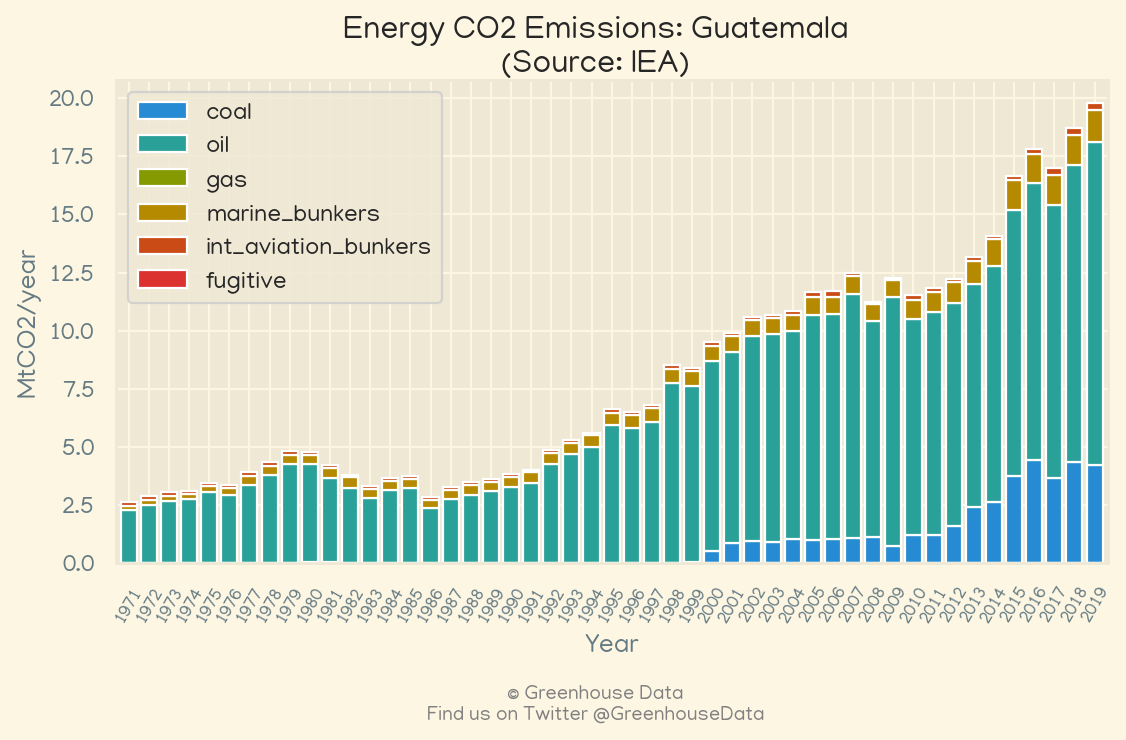 Energy CO2 Emissions: Guatemala
(Source: IEA)
MtCO2/year
20.0
17.5
15.0
12.5
10.0
7.5
5.0
2.5
0.0
coal
oil
gas
marine_bunkers
int_aviation_bunkers
fugitive
1971 1972 1973 1974 1975 1976 1977 1978 1979 1980 1981 1982 1983 1984 1985 1986 1987 1988 1989 1990 1991 1992 1993 1994 1995 1996 1997 1998 1999 2000 2001 2002 2003 2004 2005 2006 2007 2008 2009 2010 2011 2012 2013 2014 2015 2016 2017 2018 2019
Year
© Greenhouse Data
Find us on Twitter @GreenhouseData